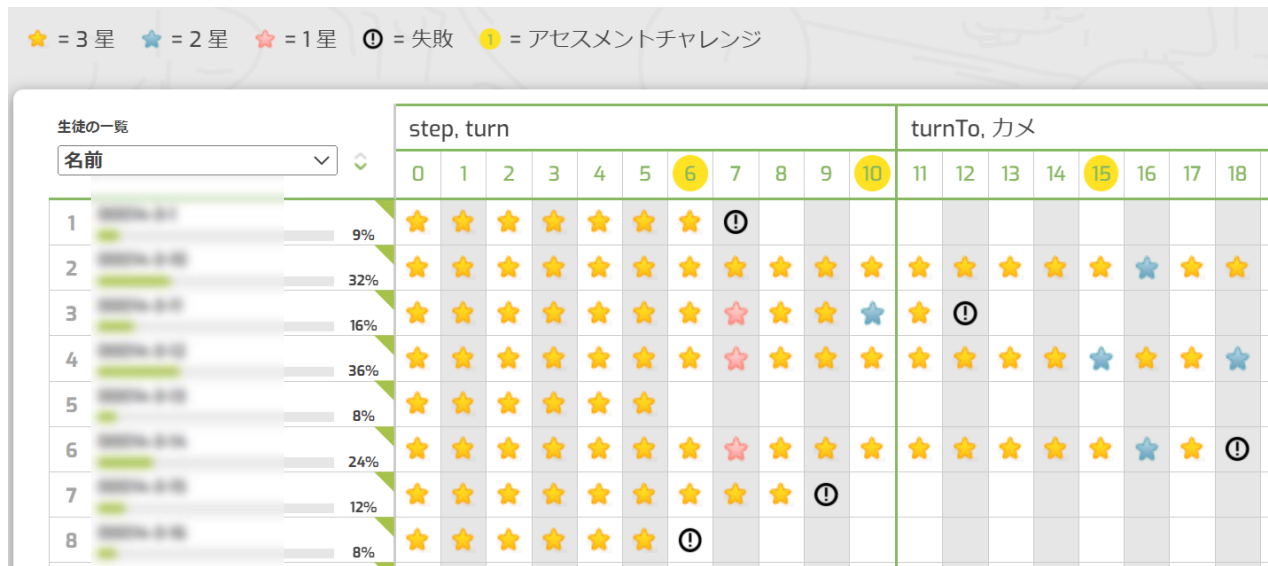 = 3 星 = 2 星 = 1 星 = 失敗 1 = アセスメントチャレンジ
生徒の一覧
名前
step, turn turnTo, カメ
0 1 2 3 4 5 6 7 8 9 10 11 12 13 14 15 16 17 18
1 9%
2 32%
3 16%
4 36%
5 8%
6 24%
7 12%
8 8%